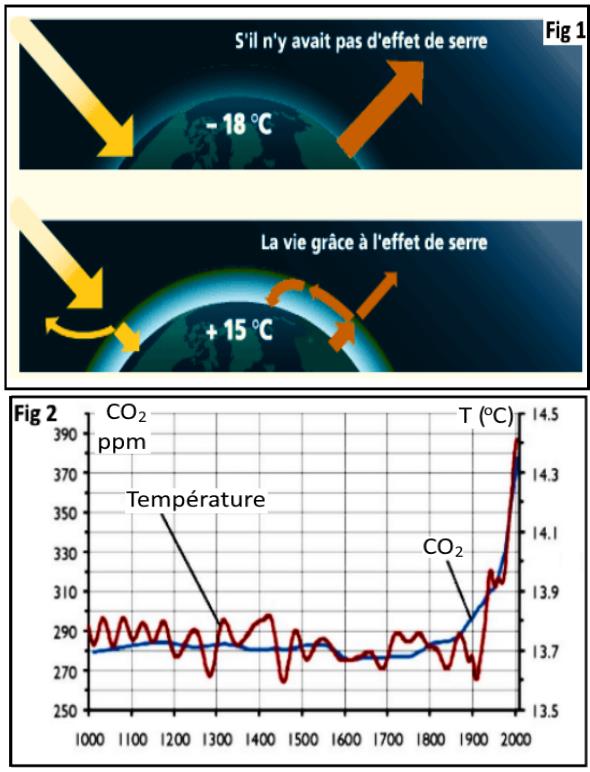 S'il n'y avait pas d'effet de serre
Fig 1
– 18 °C
La vie grâce à l'effet de serre
+ 15 °C
Fig 2
CO₂
ppm
T (°C)
390
370
350
330
310
290
270
250
14.5
14.3
14.1
13.9
13.7
13.5
Température
CO₂
1000 1100 1200 1300 1400 1500 1600 1700 1800 1900 2000